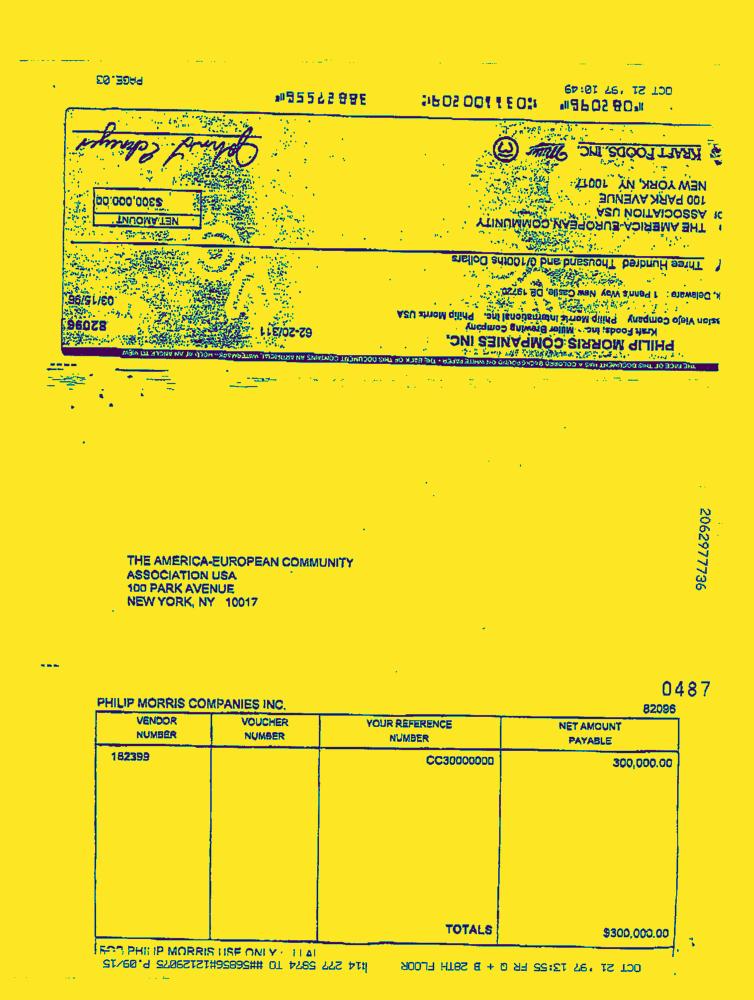 THE FACE OF THIS DOCUMENT HAS A COLORED BACKGROUND ON WHITE PAPER • THE BACK OF THIS DOCUMENT CONTAINS AN ARTIFICIAL WATERMARK - HOLD AT AN ANGLE TO VIEW
PHILIP MORRIS COMPANIES INC.
Kraft Foods Inc. Miller Brewing Company
ssion Viejo Company Philip Morris International Inc. Philip Morris USA
62-20/311
82096
k, Delaware: 1 Penn's Way New Castle, DE 19720
03/15/96
Three Hundred Thousand and 0/100ths Dollars
THE AMERICA-EUROPEAN COMMUNITY
ASSOCIATION USA
100 PARK AVENUE
NEW YORK, NY 10017
NET AMOUNT
$300,000.00
KRAFT FOODS, INC.
"082096" :031100209: 38827556"
OCT 21 '97 10:49
PAGE.03
2062977736
THE AMERICA-EUROPEAN COMMUNITY
ASSOCIATION USA
100 PARK AVENUE
NEW YORK, NY 10017
0487
PHILIP MORRIS COMPANIES INC. 82096
VENDOR NUMBER VOUCHER NUMBER YOUR REFERENCE NUMBER NET AMOUNT PAYABLE
182399 CC30000000 300,000.00
TOTALS $300,000.00
PHILIP MORRIS USE ONLY
OCT 21 '97 13:55 FR Q + B 28TH FLOOR 414 277 5974 TO ##56856#12129075 P.09/15